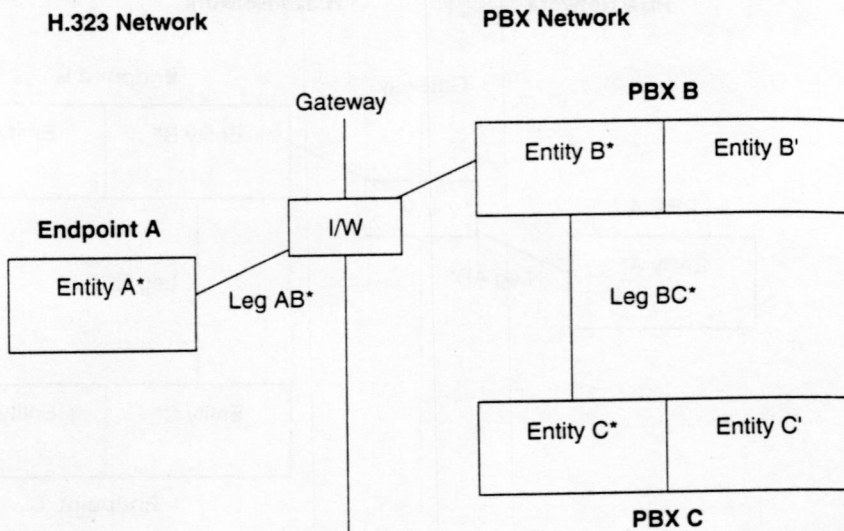 H.323 Network
PBX Network
Gateway
PBX B
Entity B*
Entity B'
I/W
Endpoint A
Entity A*
Leg AB*
Leg BC*
Entity C*
Entity C'
PBX C